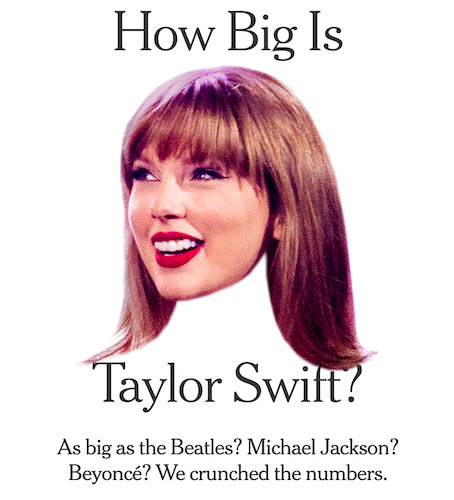 How Big Is
Taylor Swift?
As big as the Beatles? Michael Jackson?
Beyoncé? We crunched the numbers.